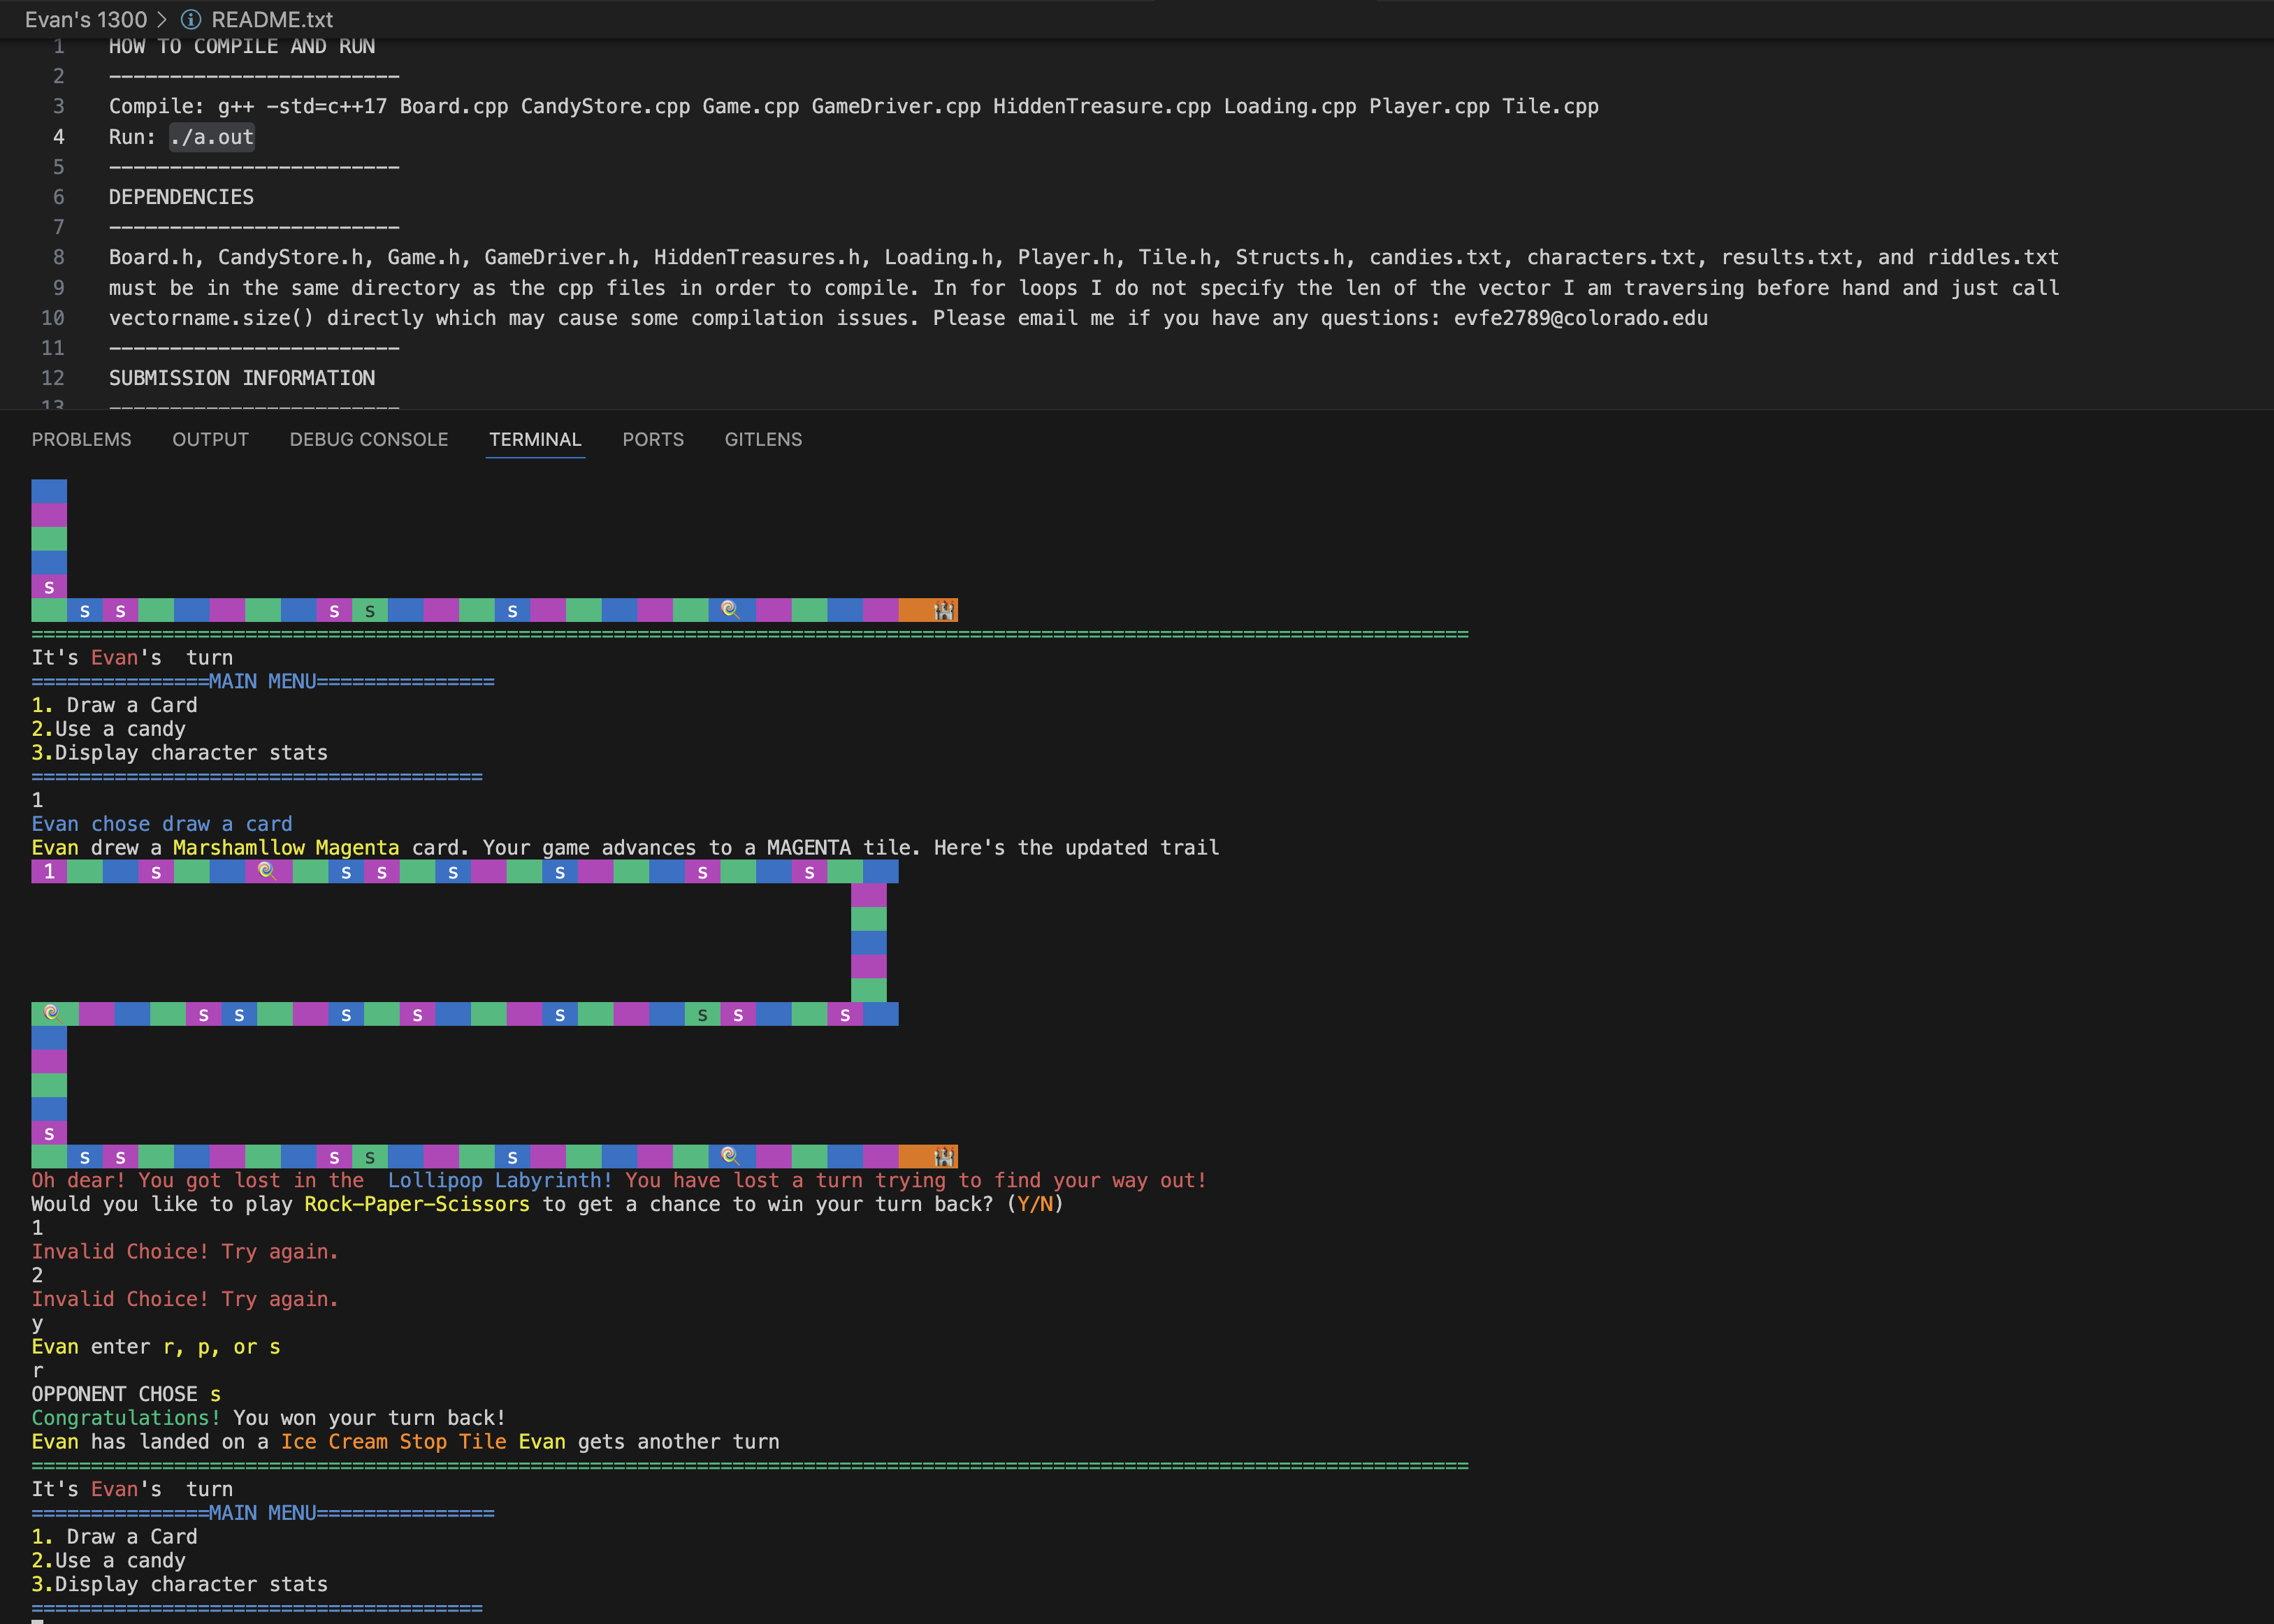 Evan's 1300 > README.txt
1 HOW TO COMPILE AND RUN
2 ------------------------
3 Compile: g++ -std=c++17 Board.cpp CandyStore.cpp Game.cpp GameDriver.cpp HiddenTreasure.cpp Loading.cpp Player.cpp Tile.cpp
4 Run: ./a.out
5 ------------------------
6 DEPENDENCIES
7 ------------------------
8 Board.h, CandyStore.h, Game.h, GameDriver.h, HiddenTreasures.h, Loading.h, Player.h, Tile.h, Structs.h, candies.txt, characters.txt, results.txt, and riddles.txt
9 must be in the same directory as the cpp files in order to compile. In for loops I do not specify the len of the vector I am traversing before hand and just call
10 vectorname.size() directly which may cause some compilation issues. Please email me if you have any questions: evfe2789@colorado.edu
11 ------------------------
12 SUBMISSION INFORMATION
13 ------------------------
PROBLEMS OUTPUT DEBUG CONSOLE TERMINAL PORTS GITLENS
S
S S S S S 🍭 🏰
=========================================================================================================================
It's Evan's  turn
===============MAIN MENU===============
1. Draw a Card
2.Use a candy
3.Display character stats
======================================
1
Evan chose draw a card
Evan drew a Marshamllow Magenta card. Your game advances to a MAGENTA tile. Here's the updated trail
1 S 🍭 S S S S S S
🍭 S S S S S S S S
S
S S S S S 🍭 🏰
Oh dear! You got lost in the  Lollipop Labyrinth! You have lost a turn trying to find your way out!
Would you like to play Rock-Paper-Scissors to get a chance to win your turn back? (Y/N)
1
Invalid Choice! Try again.
2
Invalid Choice! Try again.
y
Evan enter r, p, or s
r
OPPONENT CHOSE s
Congratulations! You won your turn back!
Evan has landed on a Ice Cream Stop Tile Evan gets another turn
=========================================================================================================================
It's Evan's  turn
===============MAIN MENU===============
1. Draw a Card
2.Use a candy
3.Display character stats
======================================